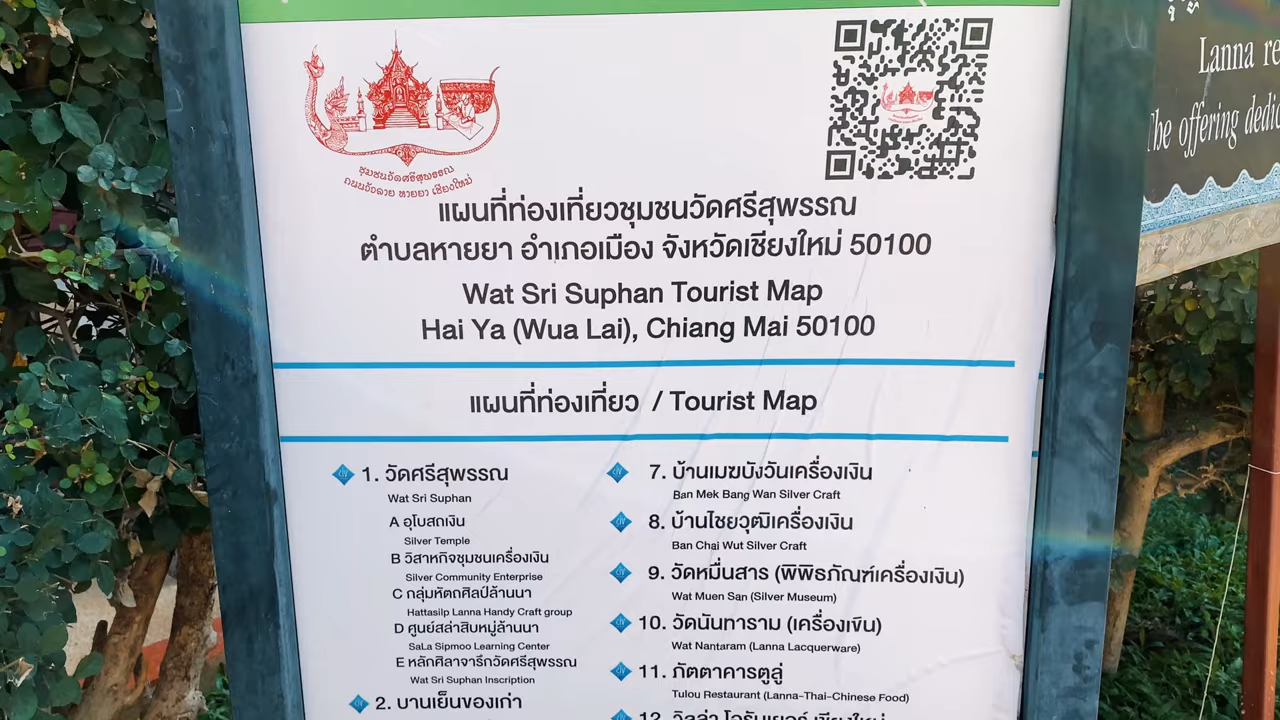 ชุมชนวัดศรีสุพรรณ
ถนนวัวลาย หายยา เชียงใหม่
แผนที่ท่องเที่ยวชุมชนวัดศรีสุพรรณ
ตำบลหายยา อำเภอเมือง จังหวัดเชียงใหม่ 50100
Wat Sri Suphan Tourist Map
Hai Ya (Wua Lai), Chiang Mai 50100
แผนที่ท่องเที่ยว / Tourist Map
1. วัดศรีสุพรรณ
Wat Sri Suphan
A อุโบสถเงิน
Silver Temple
B วิสาหกิจชุมชนเครื่องเงิน
Silver Community Enterprise
C กลุ่มหัตถศิลป์ล้านนา
Hattasilp Lanna Handy Craft group
D ศูนย์สล่าสิบหมู่ล้านนา
SaLa Sipmoo Learning Center
E หลักศิลาจารึกวัดศรีสุพรรณ
Wat Sri Suphan Inscription
2. บานเย็นของเก่า
7. บ้านเมฆบังวันเครื่องเงิน
Ban Mek Bang Wan Silver Craft
8. บ้านไชยวุฒิเครื่องเงิน
Ban Chai Wut Silver Craft
9. วัดหมื่นสาร (พิพิธภัณฑ์เครื่องเงิน)
Wat Muen San (Silver Museum)
10. วัดนันทาราม (เครื่องเขิน)
Wat Nantaram (Lanna Lacquerware)
11. ภัตตาคารตูลู่
Tulou Restaurant (Lanna-Thai-Chinese Food)
12.
Lanna
The offering